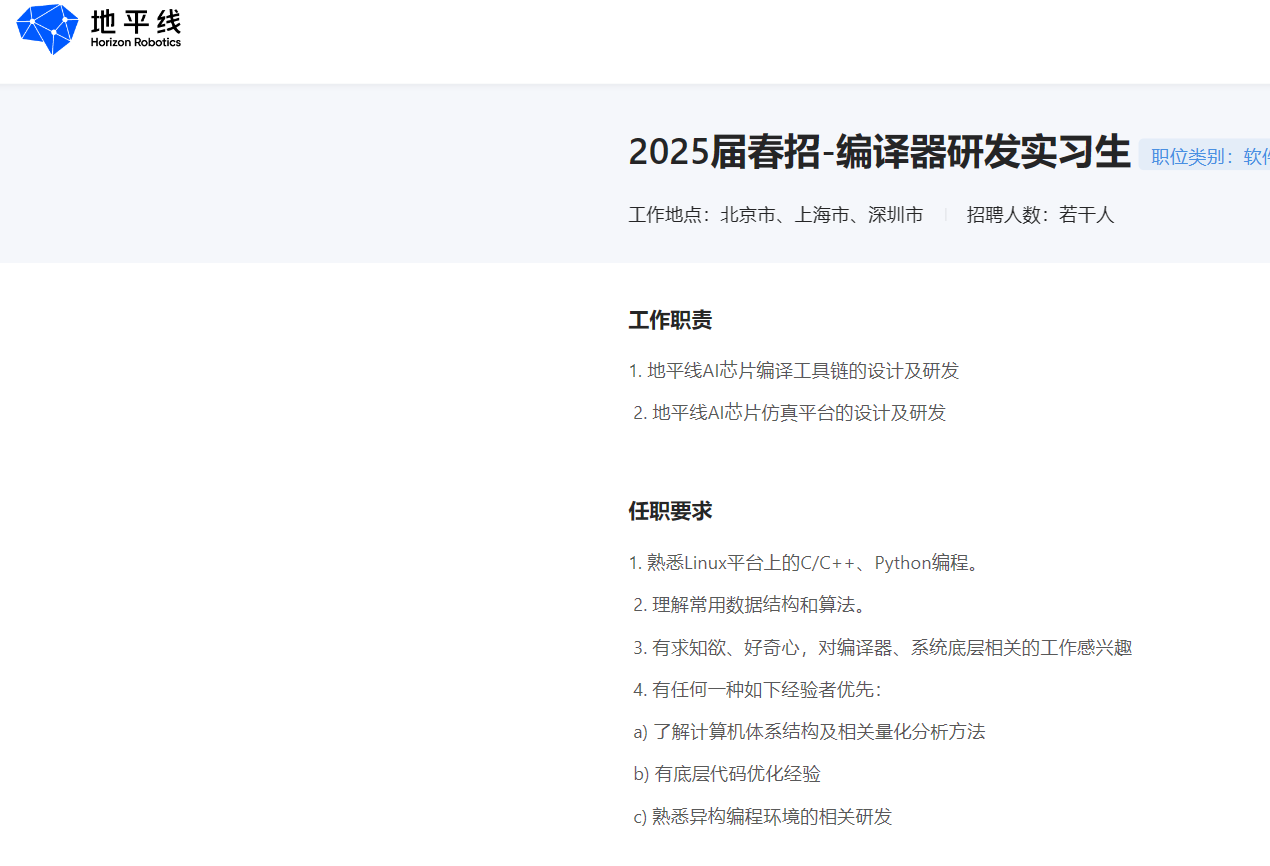 地平线
Horizon Robotics
2025届春招-编译器研发实习生 职位类别：软件
工作地点：北京市、上海市、深圳市 招聘人数：若干人
工作职责
1. 地平线AI芯片编译工具链的设计及研发
2. 地平线AI芯片仿真平台的设计及研发
任职要求
1. 熟悉Linux平台上的C/C++、Python编程。
2. 理解常用数据结构和算法。
3. 有求知欲、好奇心，对编译器、系统底层相关的工作感兴趣
4. 有任何一种如下经验者优先：
a) 了解计算机体系结构及相关量化分析方法
b) 有底层代码优化经验
c) 熟悉异构编程环境的相关研发